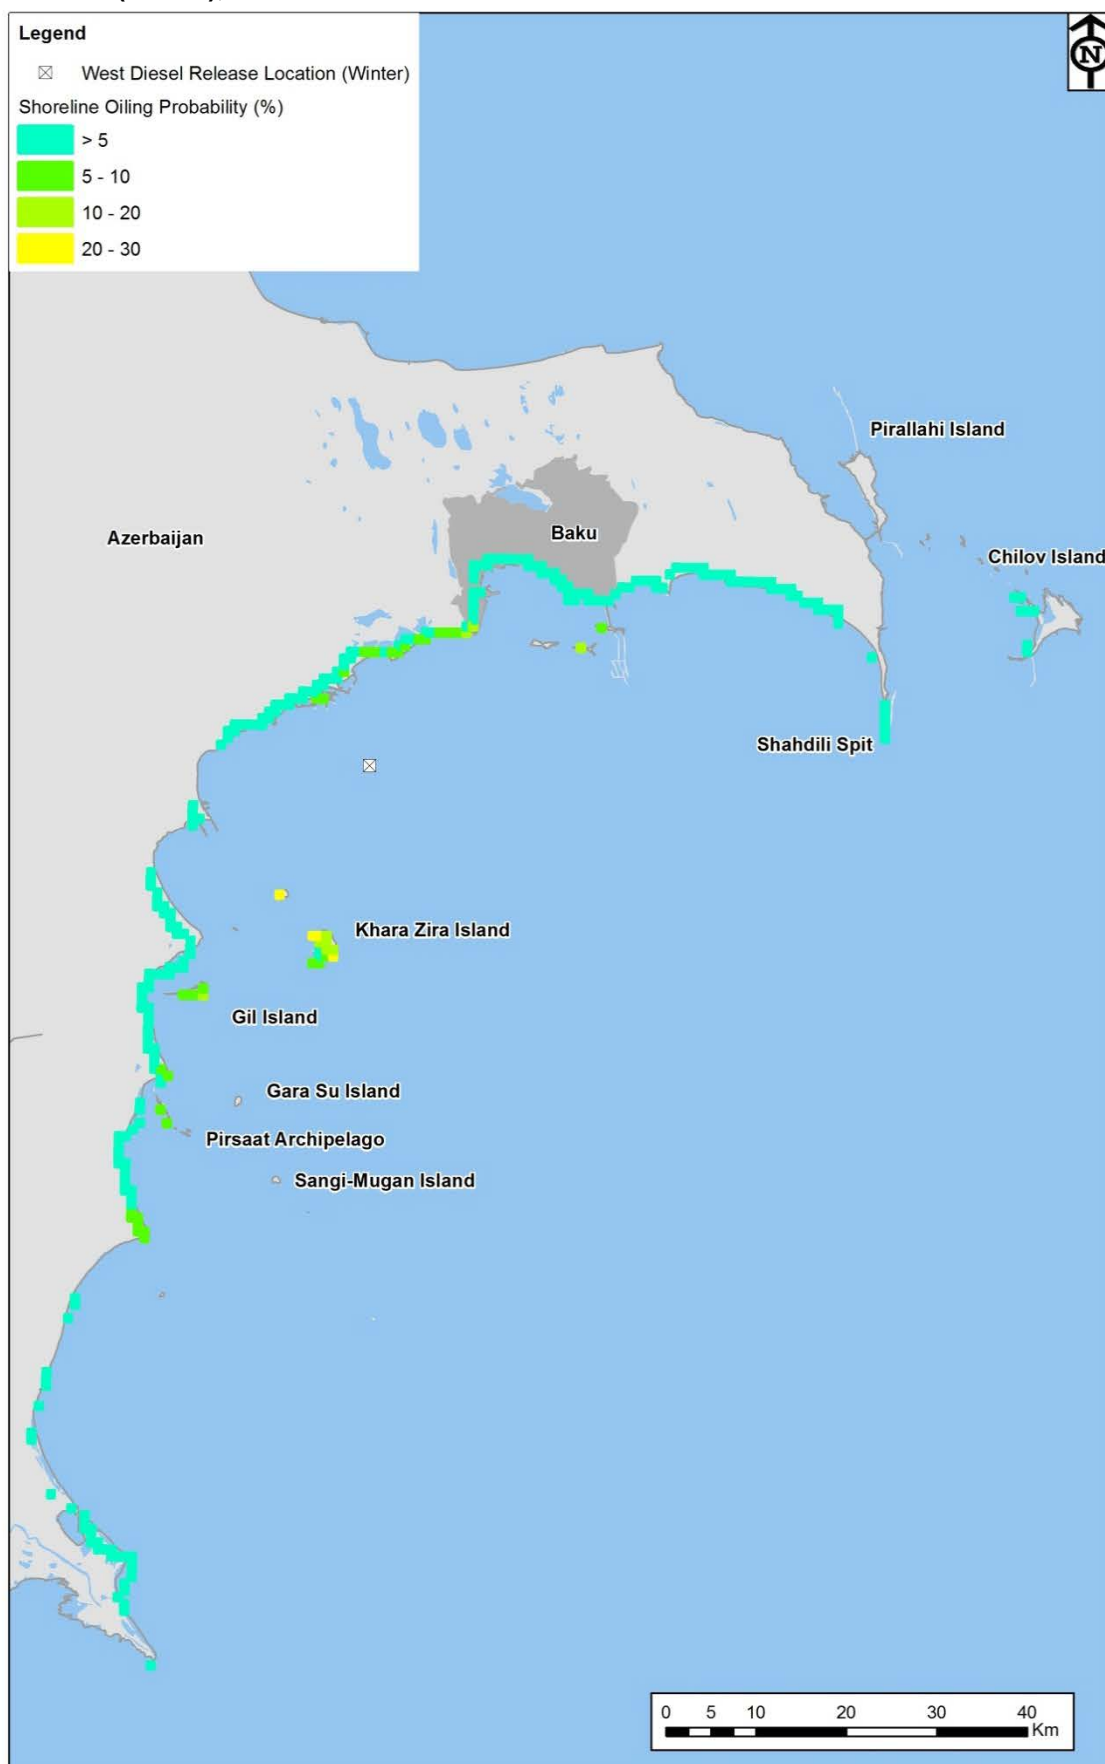 Legend
West Diesel Release Location (Winter)
Shoreline Oiling Probability (%)
> 5
5 - 10
10 - 20
20 - 30
N
Pirallahi Island
Baku
Azerbaijan
Chilov Island
Shahdili Spit
Khara Zira Island
Gil Island
Gara Su Island
Pirsaat Archipelago
Sangi-Mugan Island
0 5 10 20 30 40
Km